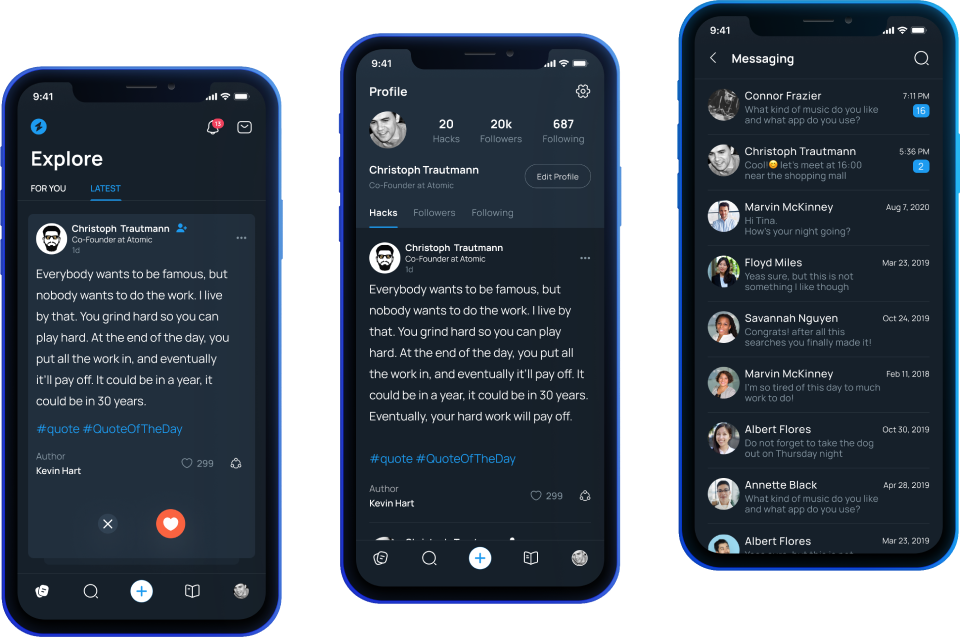 9:41
13
Explore
FOR YOU
LATEST
Christoph Trautmann
Co-Founder at Atomic
1d
Everybody wants to be famous, but
nobody wants to do the work. I live
by that. You grind hard so you can
play hard. At the end of the day, you
put all the work in, and eventually
it'll pay off. It could be in a year, it
could be in 30 years.
#quote #QuoteOfTheDay
Author
Kevin Hart
299
9:41
Profile
20
Hacks
20k
Followers
687
Following
Christoph Trautmann
Co-Founder at Atomic
Edit Profile
Hacks
Followers
Following
Christoph Trautmann
Co-Founder at Atomic
1d
Everybody wants to be famous, but
nobody wants to do the work. I live by
that. You grind hard so you can play
hard. At the end of the day, you put all
the work in, and eventually it'll pay off. It
could be in a year, it could be in 30 years.
Eventually, your hard work will pay off.
#quote #QuoteOfTheDay
Author
Kevin Hart
299
9:41
Messaging
Connor Frazier
7:11 PM
What kind of music do you like
and what app do you use?
16
Christoph Trautmann
5:36 PM
Cool!😊 let's meet at 16:00
near the shopping mall
2
Marvin McKinney
Aug 7, 2020
Hi Tina.
How's your night going?
Floyd Miles
Mar 23, 2019
Yeas sure, but this is not
something I like though
Savannah Nguyen
Oct 24, 2019
Congrats! after all this
searches you finally made it!
Marvin McKinney
Feb 11, 2018
I'm so tired of this day to much
work to do!
Albert Flores
Oct 30, 2019
Do not forget to take the dog
out on Thursday night
Annette Black
Apr 28, 2019
What kind of music do you like
and what app do you use?
Albert Flores
Mar 23, 2019